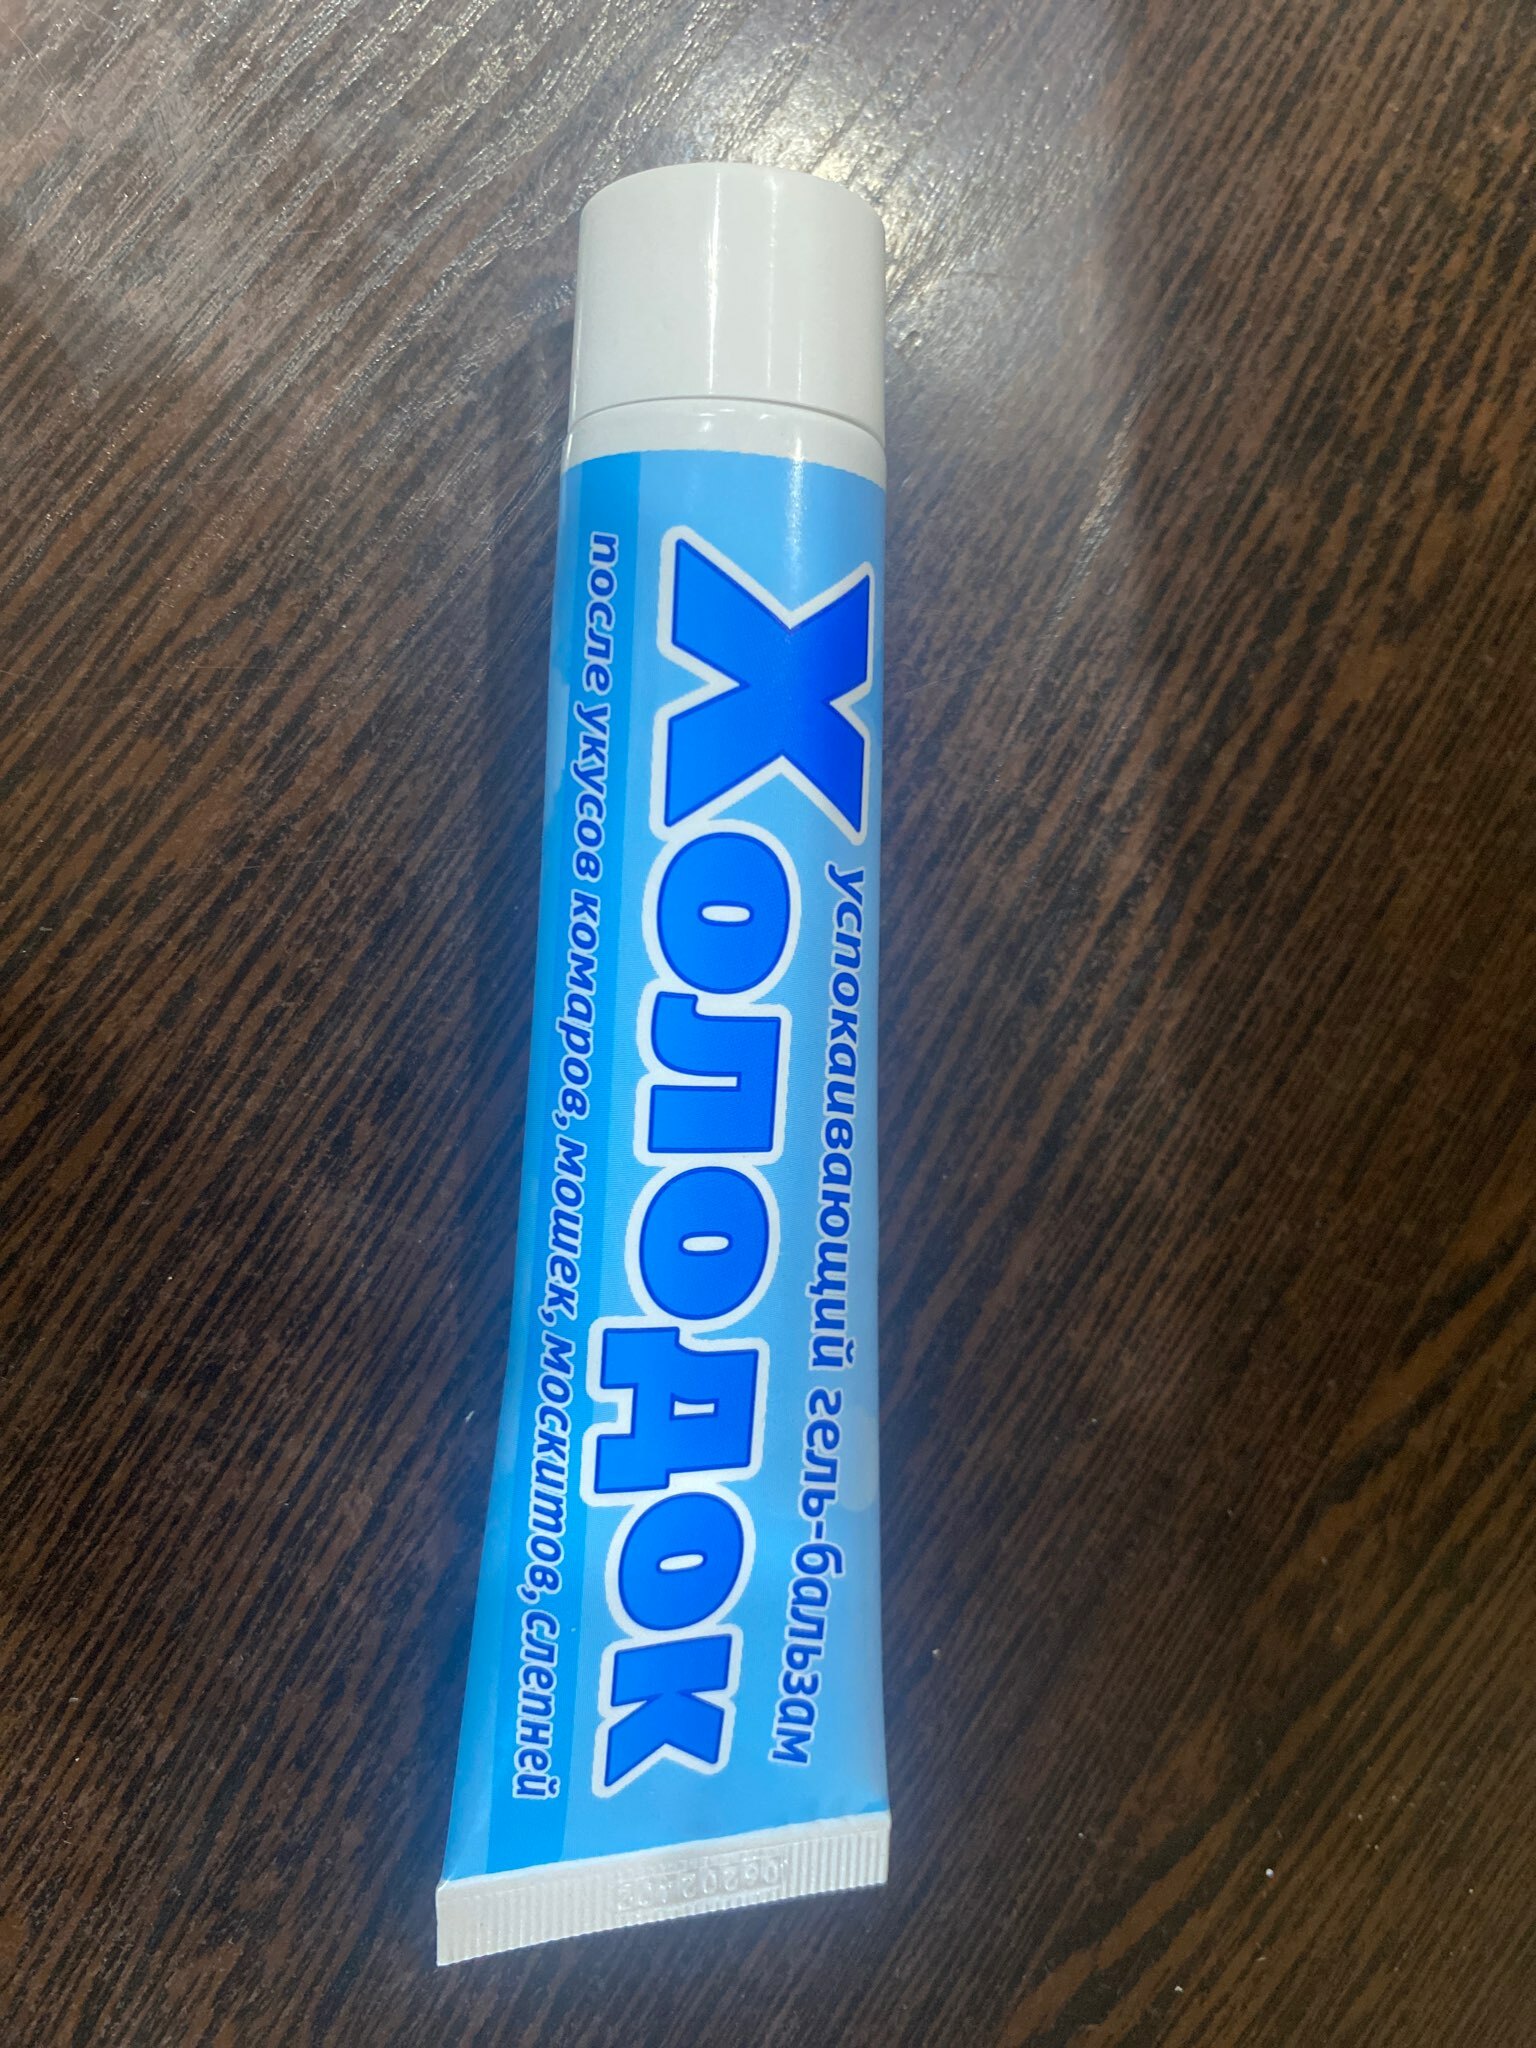 Холодок
успокаивающий гель-бальзам
после укусов комаров, мошек, москитов, слепней